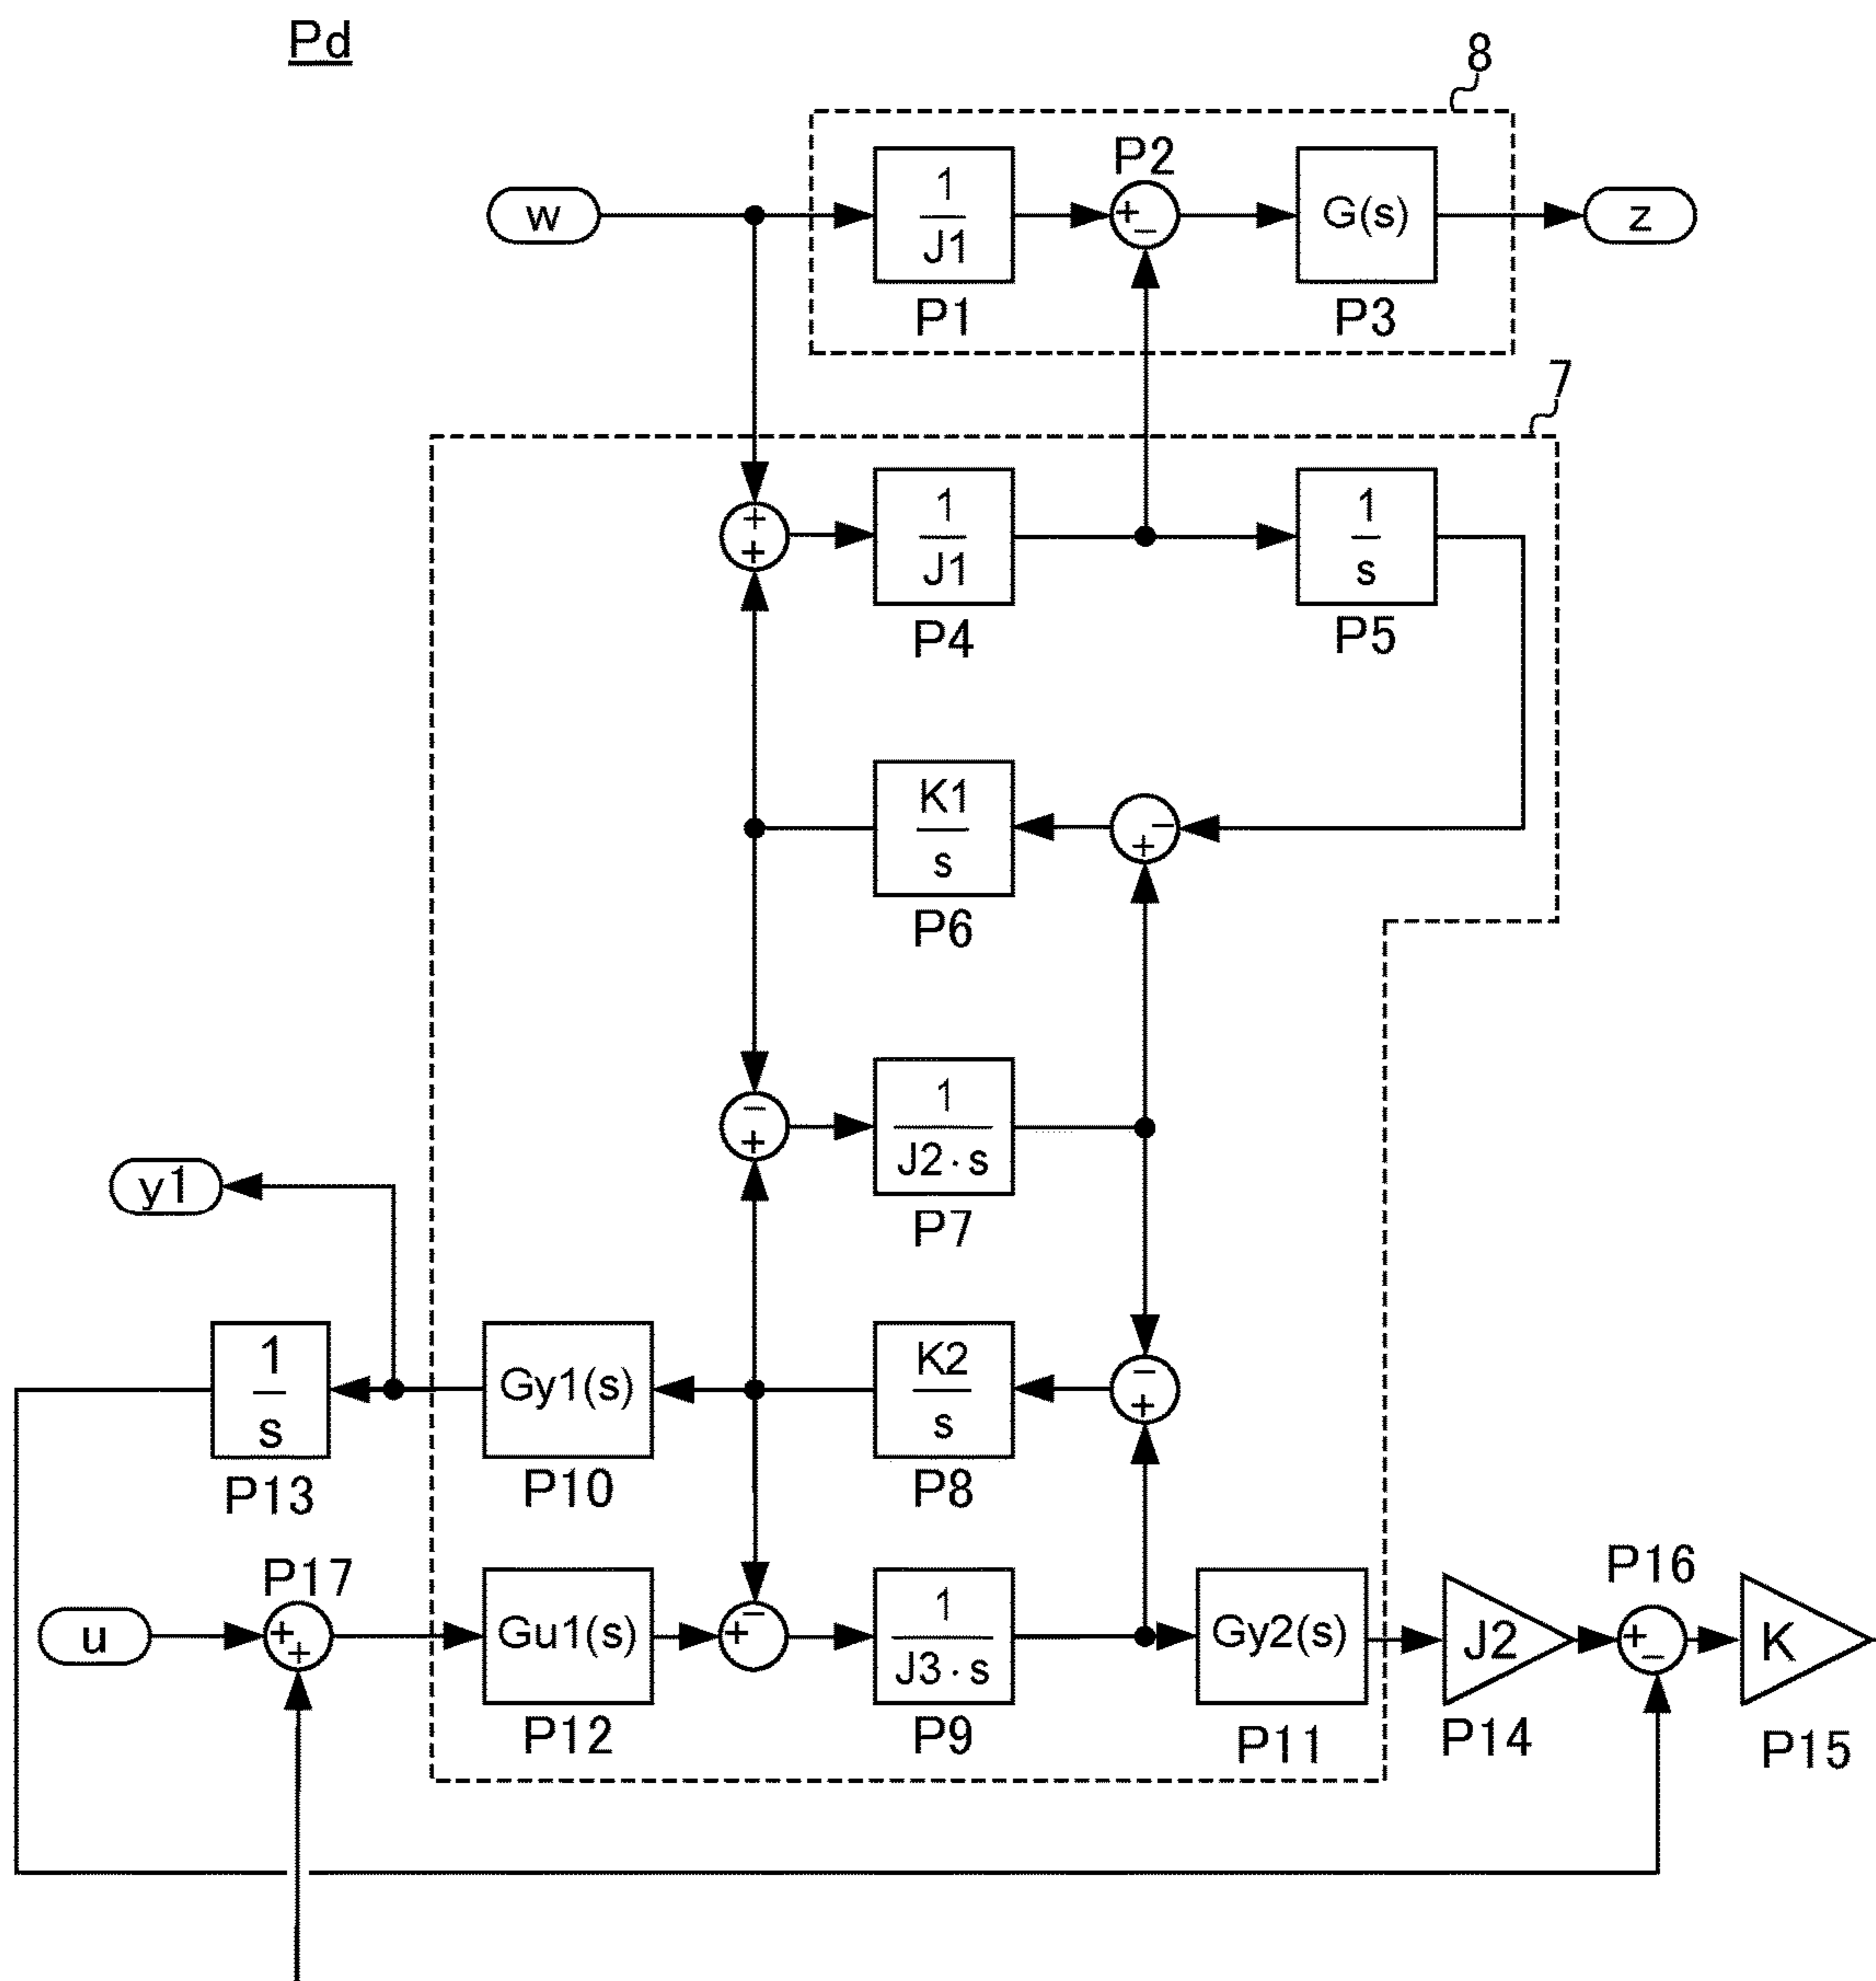 Pd
8
P2
w
1
J1
+
−
G(s)
z
P1
P3
7
+
+
1
J1
1
s
P4
P5
K1
s
−
+
P6
−
+
1
J2·s
y1
P7
1
s
Gy1(s)
K2
s
−
+
P13
P10
P8
P17
P16
u
+
+
Gu1(s)
−
+
1
J3·s
Gy2(s)
J2
+
−
K
P12
P9
P11
P14
P15